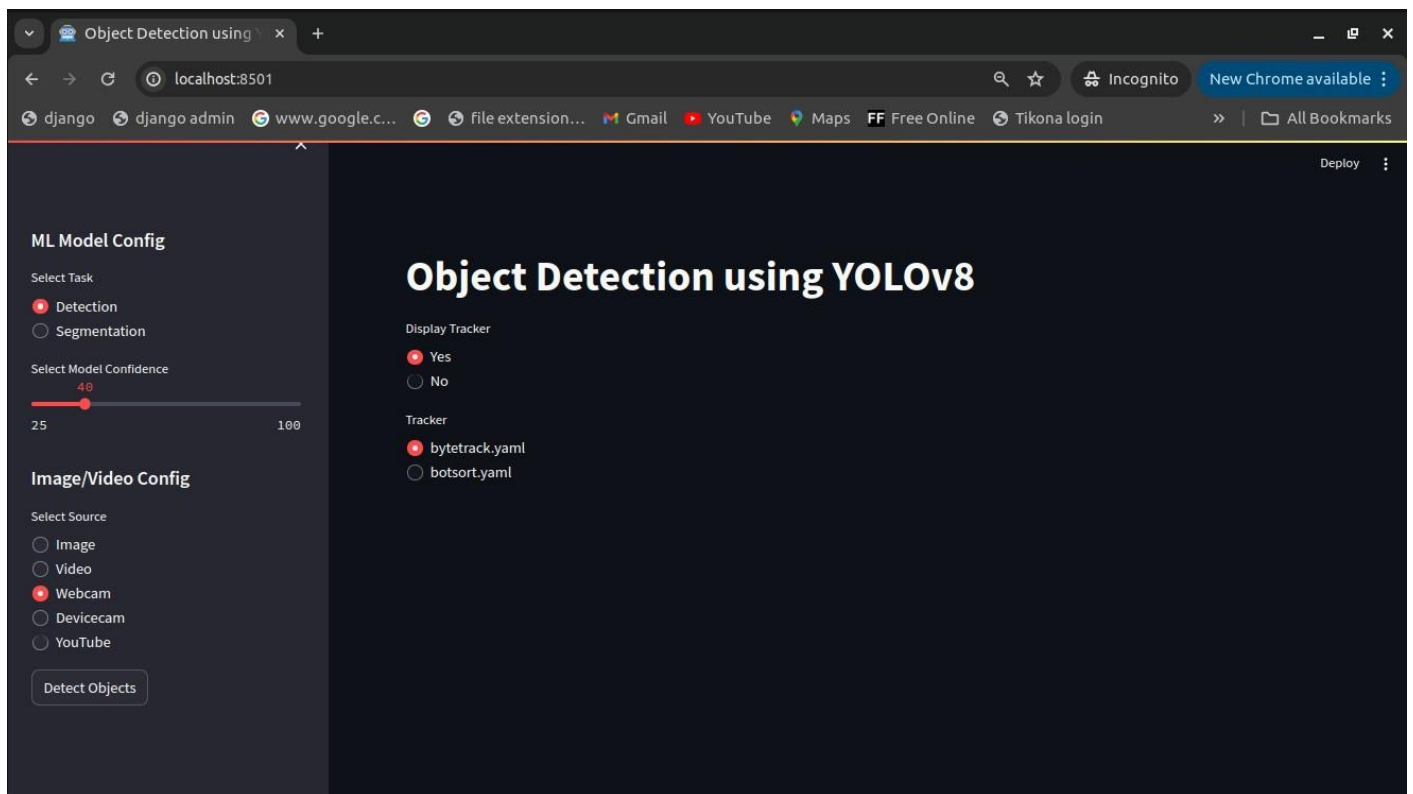 Object Detection using Y
localhost:8501
Incognito
New Chrome available
django
django admin
www.google.c...
file extension...
Gmail
YouTube
Maps
FF Free Online
Tikona login
»
All Bookmarks
Deploy
ML Model Config
Select Task
Detection
Segmentation
Select Model Confidence
40
25
100
Image/Video Config
Select Source
Image
Video
Webcam
Devicecam
YouTube
Detect Objects
Object Detection using YOLOv8
Display Tracker
Yes
No
Tracker
bytetrack.yaml
botsort.yaml